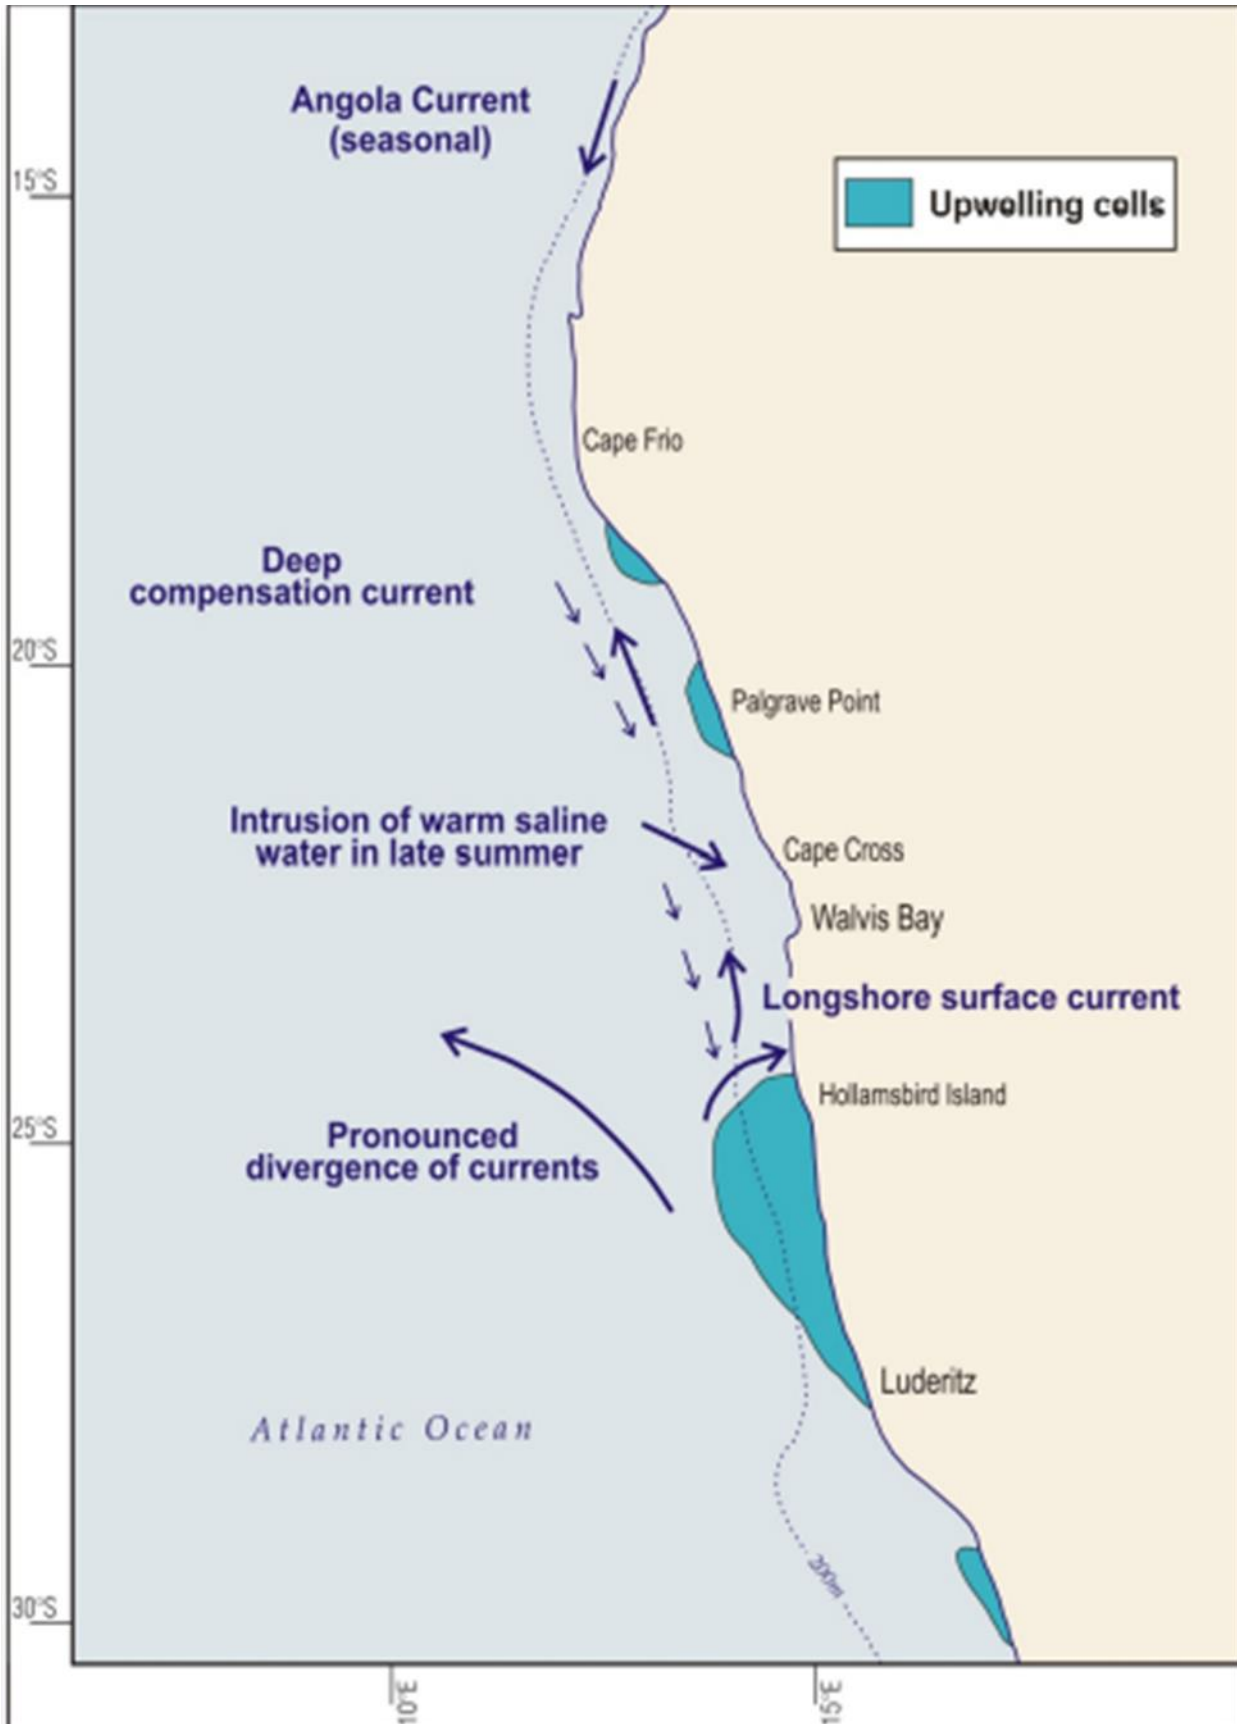 Angola Current
(seasonal)
15°S
Upwelling cells
Cape Frio
Deep
compensation current
20°S
Palgrave Point
Intrusion of warm saline
water in late summer
Cape Cross
Walvis Bay
Longshore surface current
Hollamsbird Island
25°S
Pronounced
divergence of currents
Luderitz
Atlantic Ocean
200m
30°S
10°E
15°E